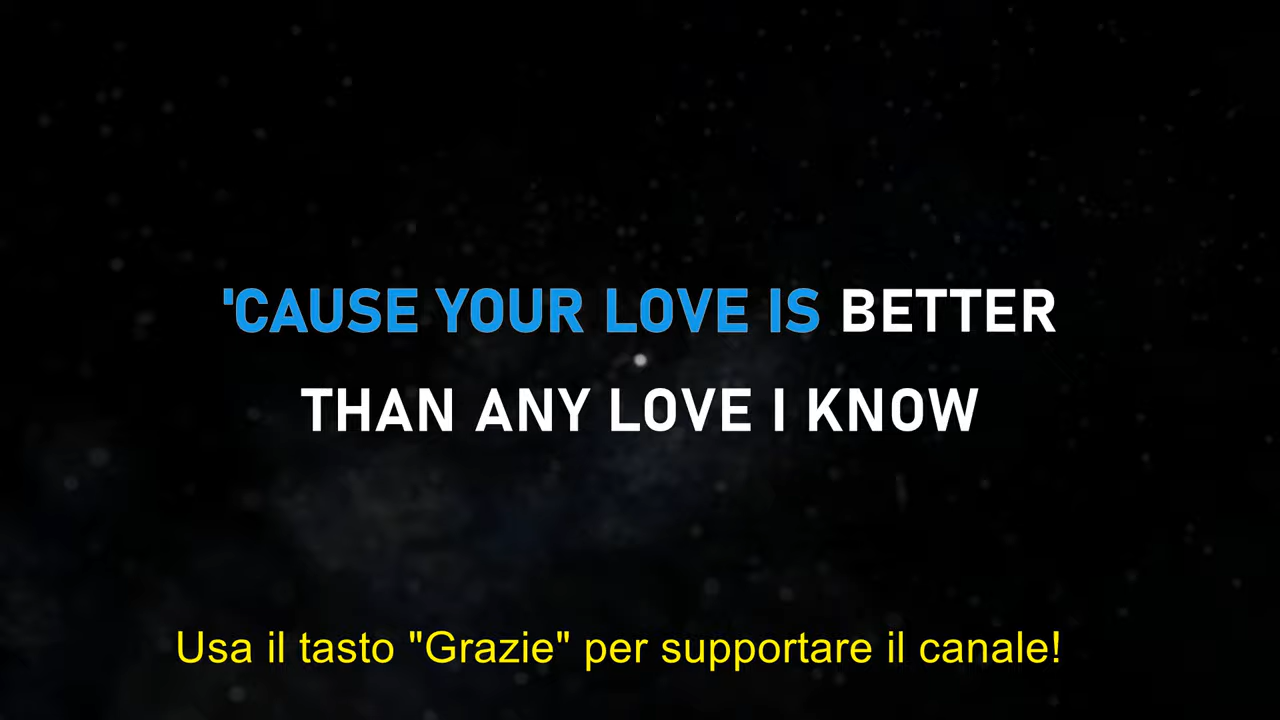 'CAUSE YOUR LOVE IS BETTER
THAN ANY LOVE I KNOW
Usa il tasto "Grazie" per supportare il canale!